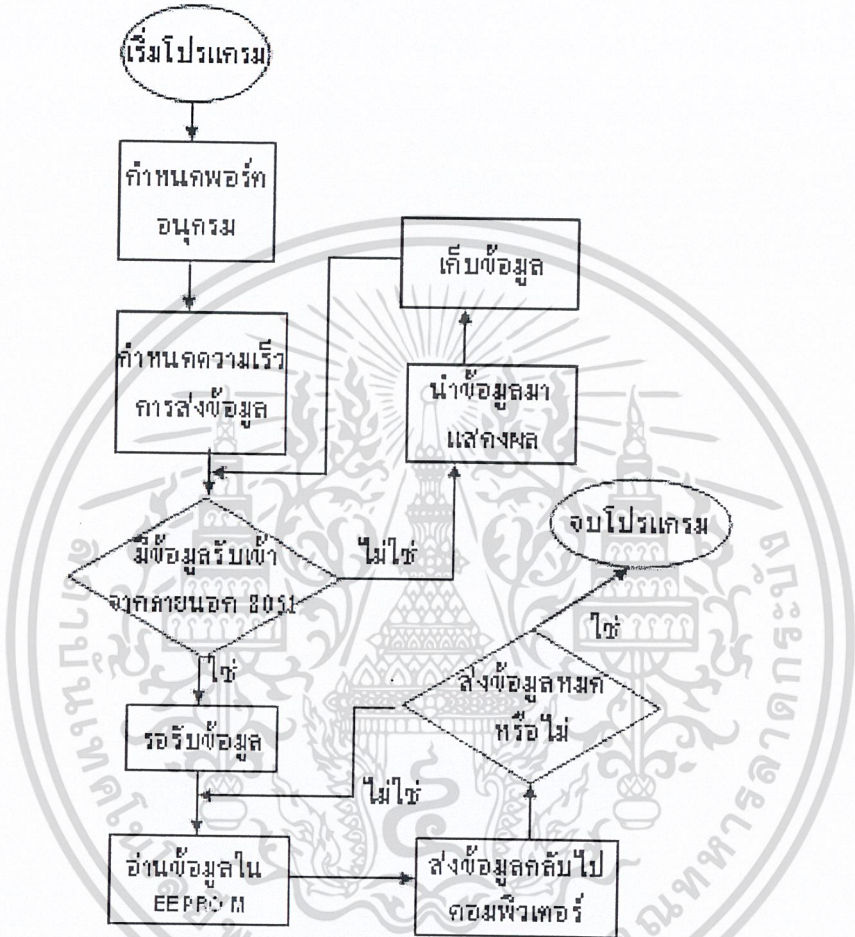 เริ่มโปรแกรม
กำหนดพอร์ท
อนุกรม
กำหนดความเร็ว
การส่งข้อมูล
เก็บข้อมูล
นำข้อมูลมา
แสดงผล
มีข้อมูลรับเข้า
จากภายนอก 8051
ไม่ใช่
ใช่
รอรับข้อมูล
อ่านข้อมูลใน
EEPROM
ส่งข้อมูลกลับไป
คอมพิวเตอร์
ส่งข้อมูลหมด
หรือไม่
ไม่ใช่
ใช่
จบโปรแกรม